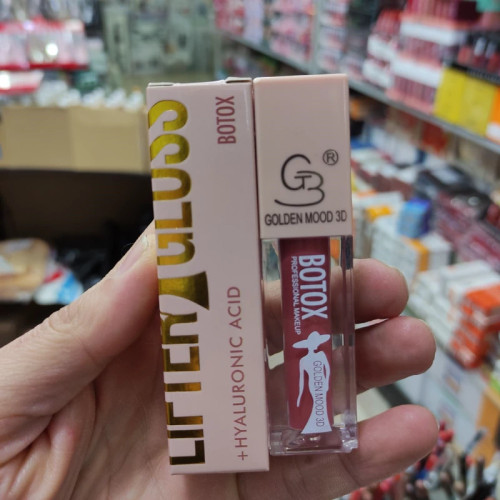 LIFTER GLOSS
BOTOX
+ HYALURONIC ACID
GB®
GOLDEN MOOD 3D
BOTOX
PROFESSIONAL MAKEUP
GOLDEN MOOD 3D